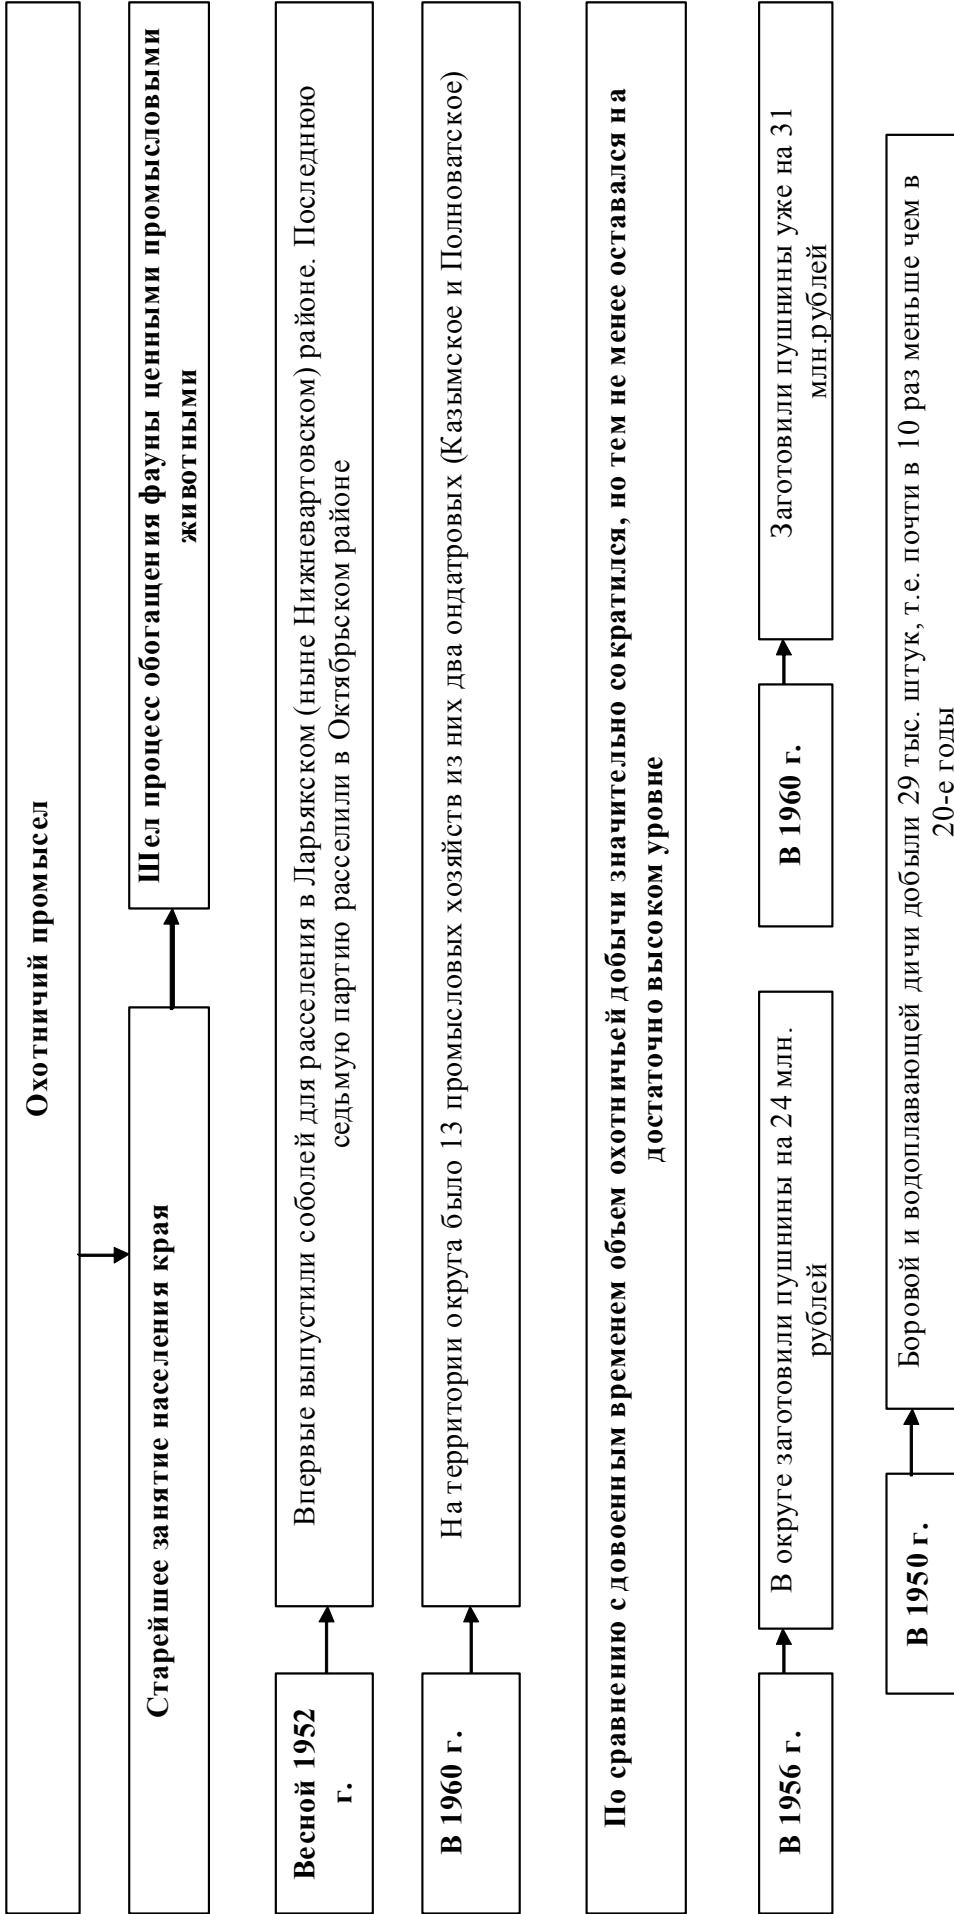 Охотничий промысел
Старейшее занятие населения края
Шел процесс обогащения фауны ценными промысловыми
животными
Весной 1952
г.
Впервые выпустили соболей для расселения в Ларьякском (ныне Нижневартовском) районе. Последнюю
седьмую партию расселили в Октябрьском районе
В 1960 г.
На территории округа было 13 промысловых хозяйств из них два ондатровых (Казымское и Полноватское)
По сравнению с довоенным временем объем охотничьей добычи значительно сократился, но тем не менее оставался на
достаточно высоком уровне
В 1956 г.
В округе заготовили пушнины на 24 млн.
рублей
В 1960 г.
Заготовили пушнины уже на 31
млн.рублей
В 1950 г.
Боровой и водоплавающей дичи добыли 29 тыс. штук, т.е. почти в 10 раз меньше чем в
20-е годы